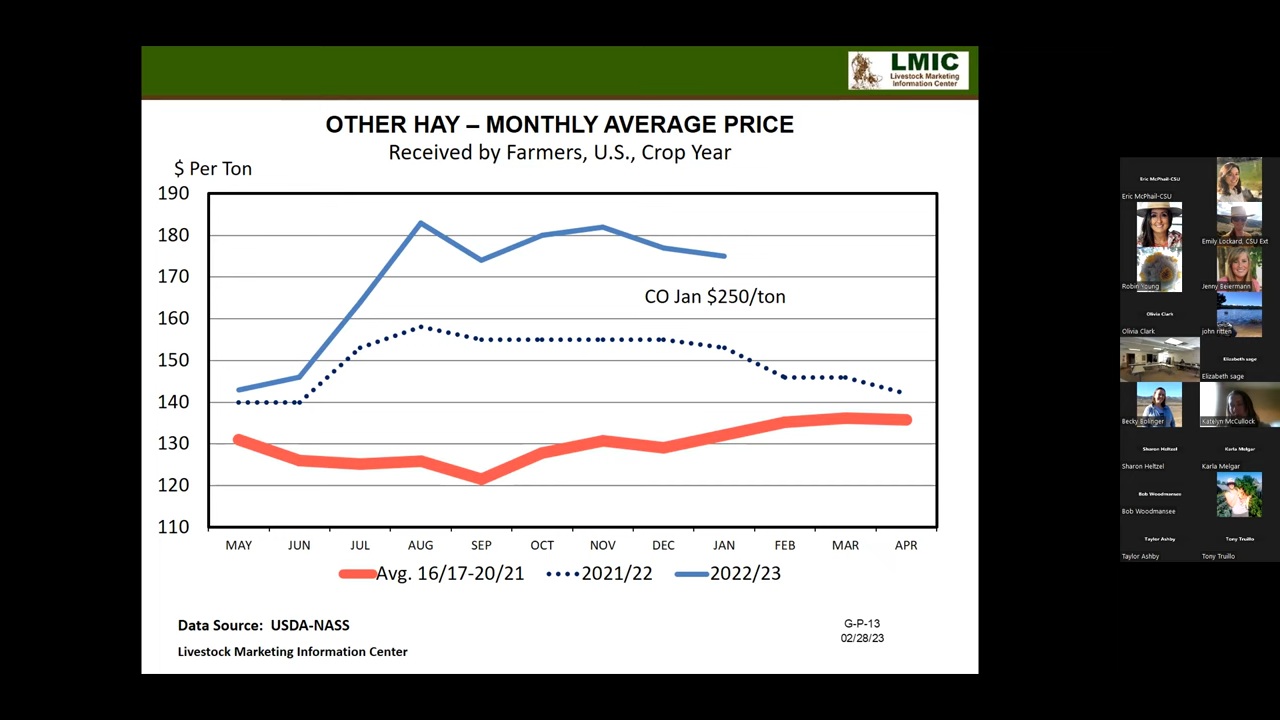 LMIC
Livestock Marketing
Information Center
OTHER HAY – MONTHLY AVERAGE PRICE
Received by Farmers, U.S., Crop Year
$ Per Ton
190
180
170
160
150
140
130
120
110
CO Jan $250/ton
MAY JUN JUL AUG SEP OCT NOV DEC JAN FEB MAR APR
Avg. 16/17-20/21 2021/22 2022/23
Data Source: USDA-NASS
Livestock Marketing Information Center
G-P-13
02/28/23
Eric McPhail-CSU
Eric McPhail-CSU
Emily Lockard, CSU Ext
Robin Young
Jenny Beiermann
Olivia Clark
Olivia Clark
john ritten
Elizabeth sage
Elizabeth sage
Becky Bolinger
Katelyn McCullock
Sharon Heltzel
Karla Melgar
Sharon Heltzel
Karla Melgar
Bob Woodmansee
Bob Woodmansee
Taylor Ashby
Tony Truillo
Taylor Ashby
Tony Truillo